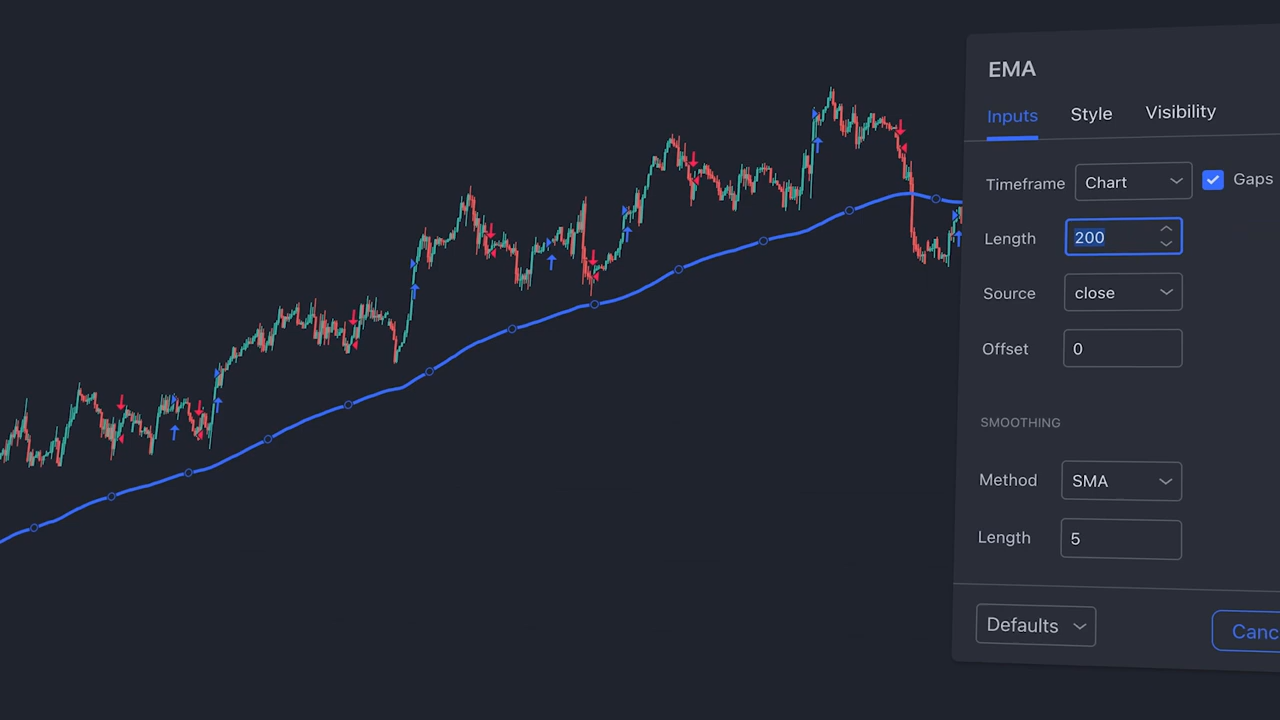 EMA
Inputs Style Visibility
Timeframe Chart Gaps
Length 200
Source close
Offset 0
SMOOTHING
Method SMA
Length 5
Defaults Canc